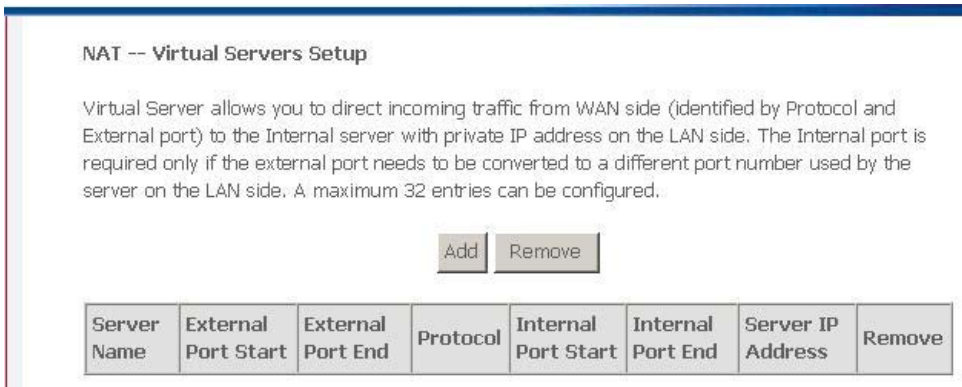 NAT -- Virtual Servers Setup
Virtual Server allows you to direct incoming traffic from WAN side (identified by Protocol and
External port) to the Internal server with private IP address on the LAN side. The Internal port is
required only if the external port needs to be converted to a different port number used by the
server on the LAN side. A maximum 32 entries can be configured.
Add Remove
Server Name External Port Start External Port End Protocol Internal Port Start Internal Port End Server IP Address Remove